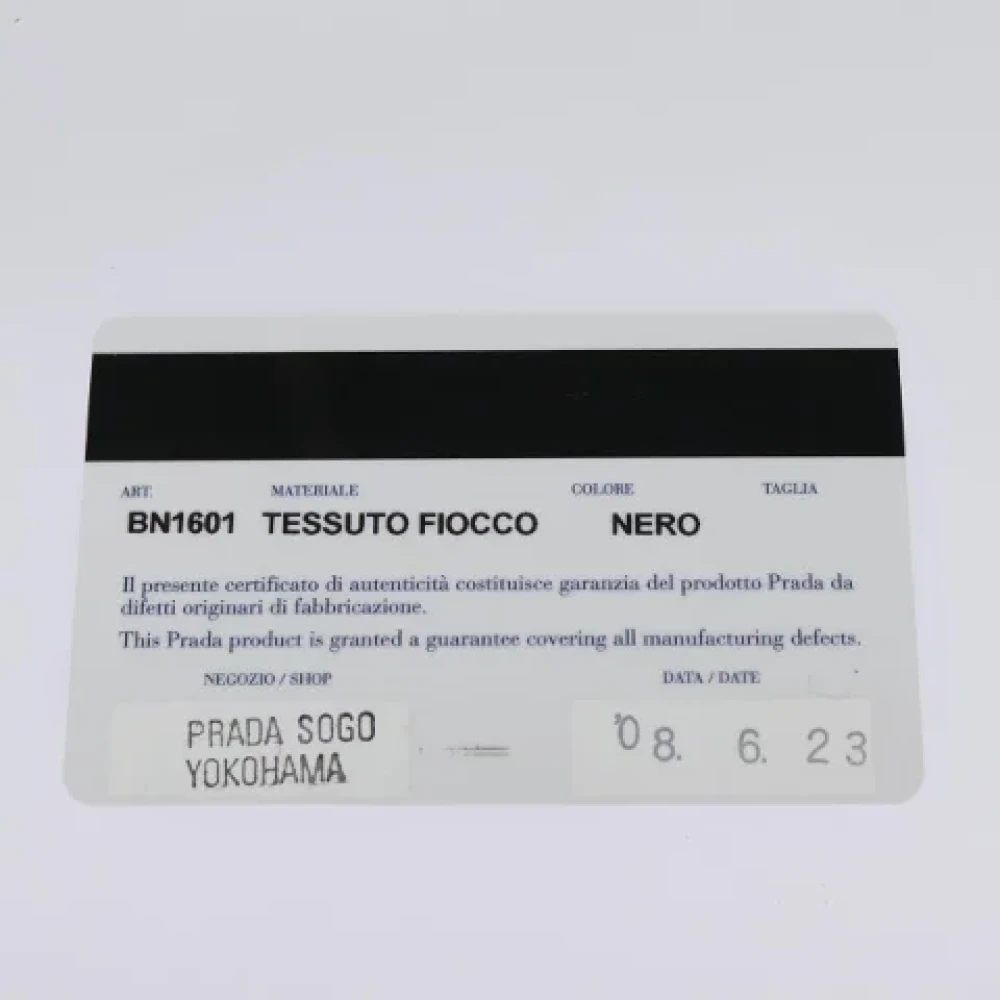 ART. MATERIALE COLORE TAGLIA
BN1601 TESSUTO FIOCCO NERO
Il presente certificato di autenticità costituisce garanzia del prodotto Prada da
difetti originari di fabbricazione.
This Prada product is granted a guarantee covering all manufacturing defects.
NEGOZIO / SHOP DATA / DATE
PRADA SOGO
YOKOHAMA
'08. 6. 23